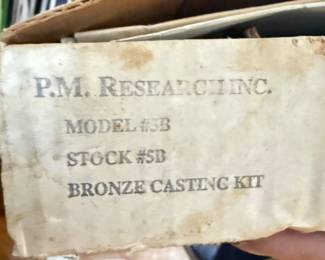 P.M. RESEARCH INC.
MODEL #5B
STOCK #5B
BRONZE CASTING KIT